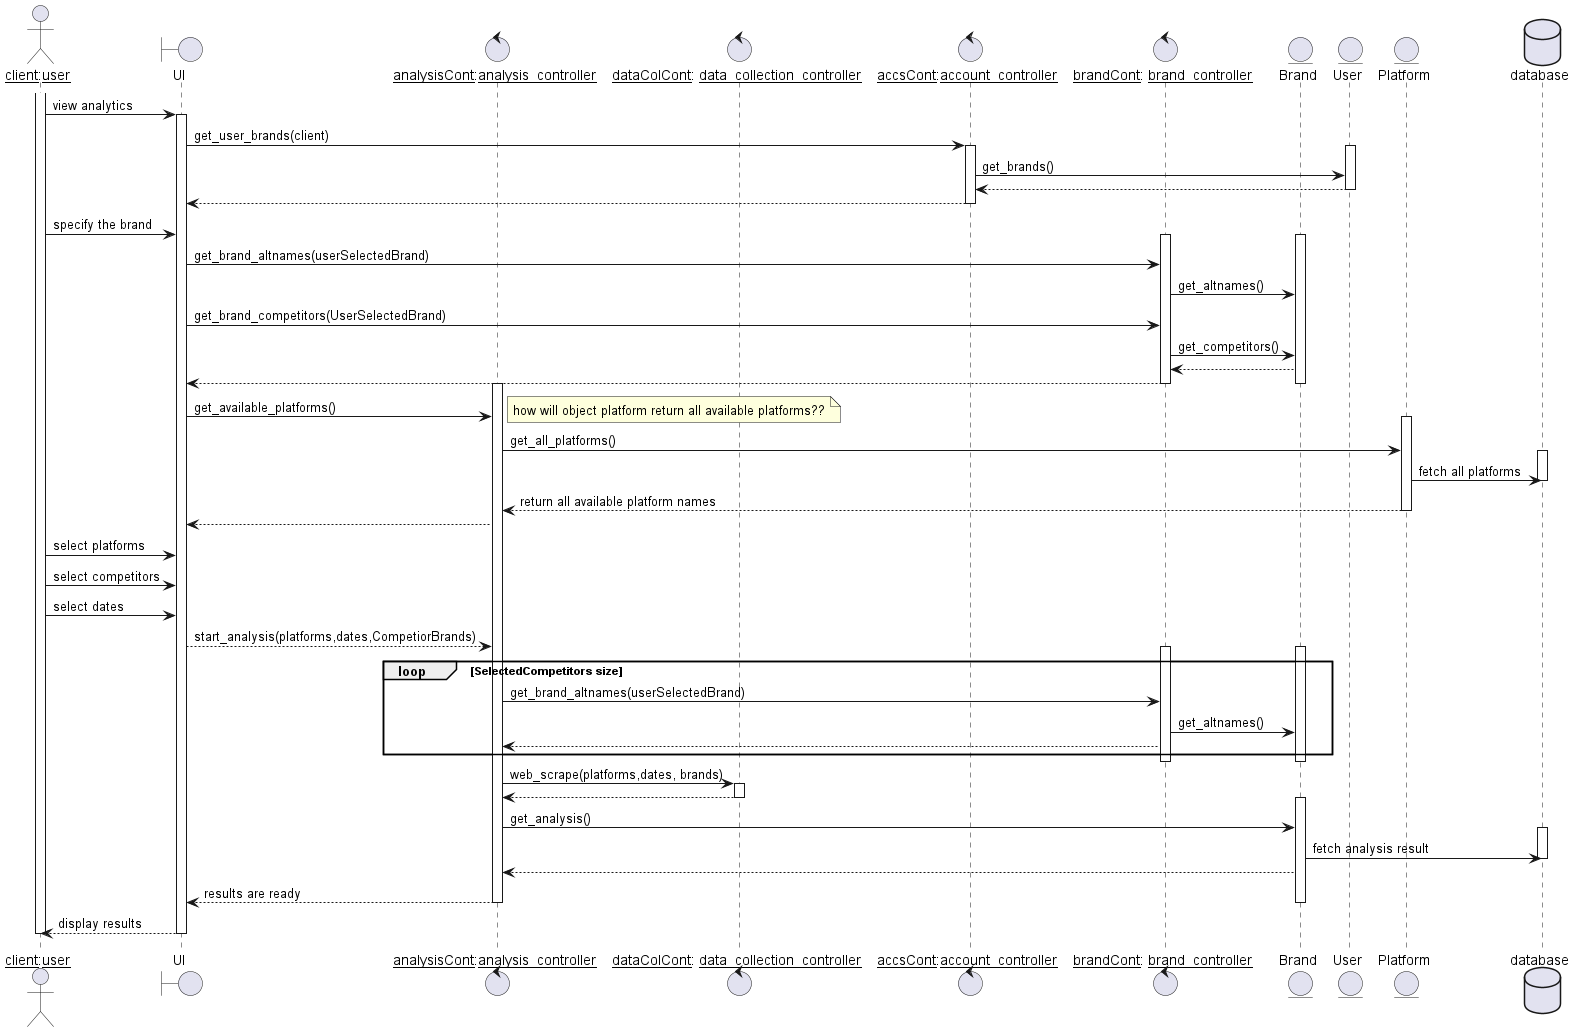 client:user
UI
analysisCont: analysis_controller
dataColCont: data_collection_controller
accsCont:account_controller
brandCont: brand_controller
Brand
User
Platform
database
view analytics
get_user_brands(client)
get_brands()
specify the brand
get_brand_altnames(userSelectedBrand)
get_altnames()
get_brand_competitors(UserSelectedBrand)
get_competitors()
get_available_platforms()
how will object platform return all available platforms??
get_all_platforms()
fetch all platforms
return all available platform names
select platforms
select competitors
select dates
start_analysis(platforms,dates,CompetiorBrands)
loop
[SelectedCompetitors size]
get_brand_altnames(userSelectedBrand)
get_altnames()
web_scrape(platforms,dates, brands)
get_analysis()
fetch analysis result
results are ready
display results
client:user
UI
analysisCont: analysis_controller
dataColCont: data_collection_controller
accsCont:account_controller
brandCont: brand_controller
Brand
User
Platform
database